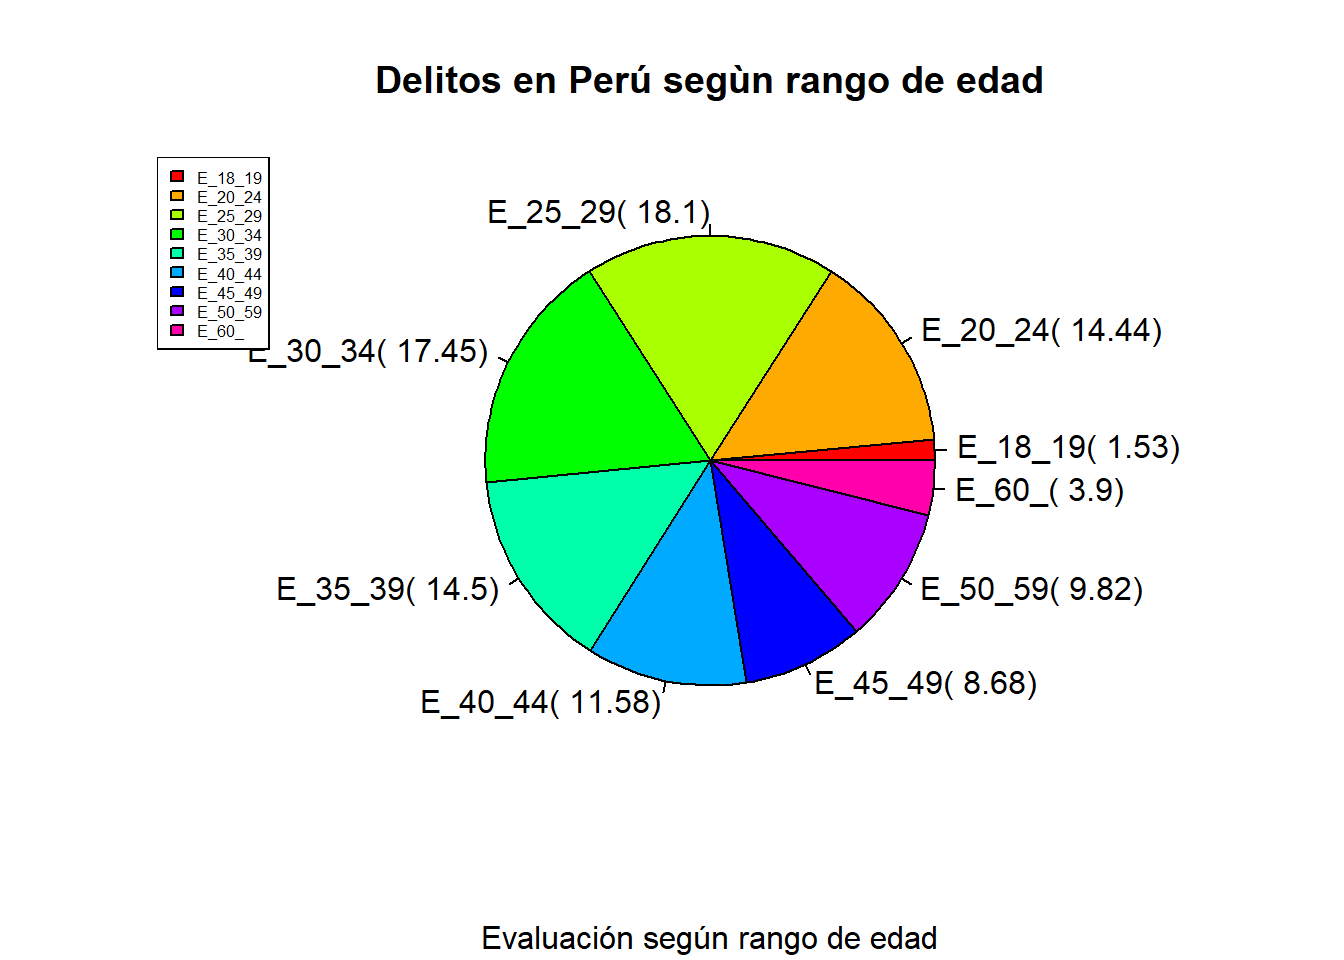 Delitos en Perú segùn rango de edad
E_18_19
E_20_24
E_25_29
E_30_34
E_35_39
E_40_44
E_45_49
E_50_59
E_60_
E_25_29( 18.1)
E_20_24( 14.44)
E_30_34( 17.45)
E_18_19( 1.53)
E_60_( 3.9)
E_35_39( 14.5)
E_50_59( 9.82)
E_45_49( 8.68)
E_40_44( 11.58)
Evaluación según rango de edad